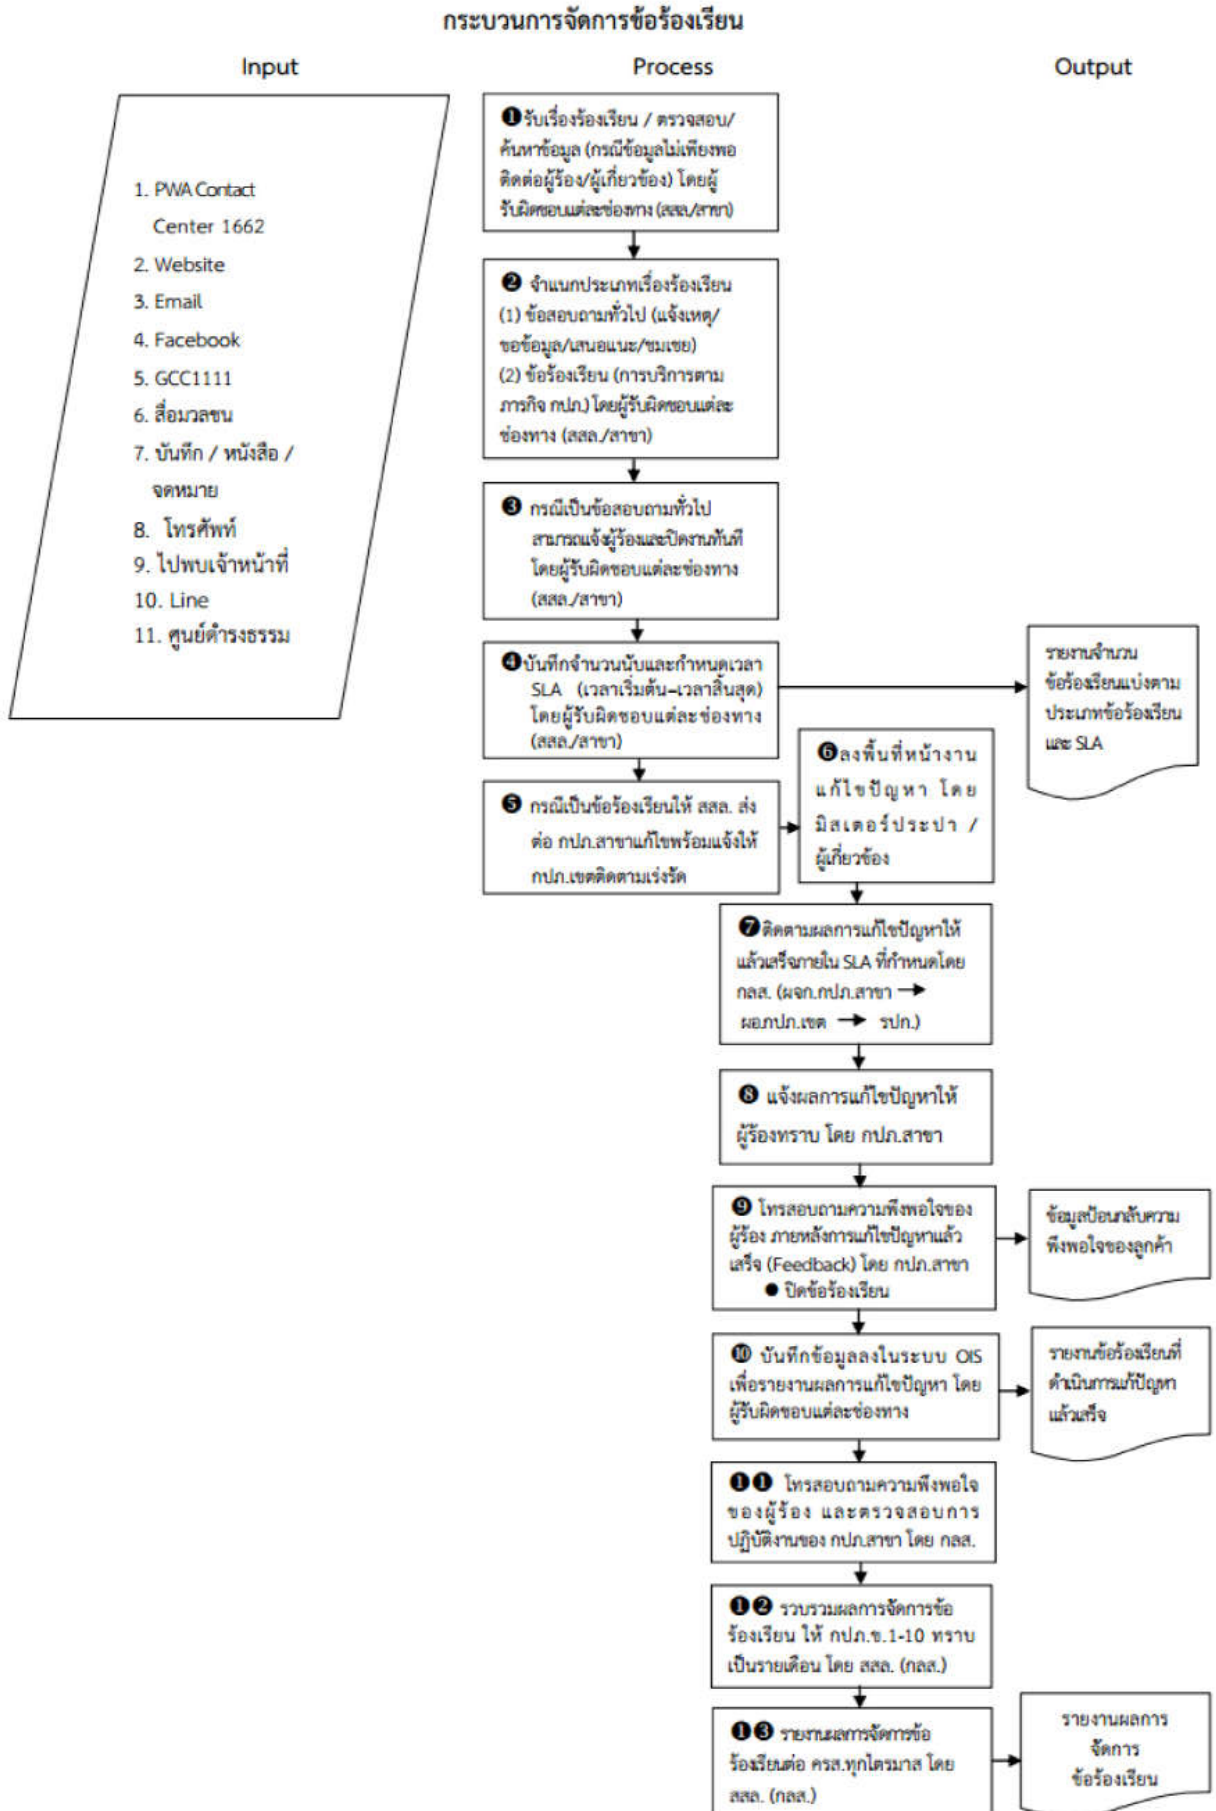 กระบวนการจัดการข้อร้องเรียน
Input
Process
Output
1. PWA Contact
Center 1662
2. Website
3. Email
4. Facebook
5. GCC1111
6. สื่อมวลชน
7. บันทึก / หนังสือ /
จดหมาย
8. โทรศัพท์
9. ไปพบเจ้าหน้าที่
10. Line
11. ศูนย์ดำรงธรรม
❶รับเรื่องร้องเรียน / ตรวจสอบ/
ค้นหาข้อมูล (กรณีข้อมูลไม่เพียงพอ
ติดต่อผู้ร้อง/ผู้เกี่ยวข้อง) โดยผู้
รับผิดชอบแต่ละช่องทาง (สสล./สาขา)
❷ จำแนกประเภทเรื่องร้องเรียน
(1) ข้อสอบถามทั่วไป (แจ้งเหตุ/
ขอข้อมูล/เสนอแนะ/ชมเชย)
(2) ข้อร้องเรียน (การบริการตาม
ภารกิจ กปภ.) โดยผู้รับผิดชอบแต่ละ
ช่องทาง (สสล./สาขา)
❸ กรณีเป็นข้อสอบถามทั่วไป
สามารถแจ้งผู้ร้องและปิดงานทันที
โดยผู้รับผิดชอบแต่ละช่องทาง
(สสล./สาขา)
❹บันทึกจำนวนนับและกำหนดเวลา
SLA (เวลาเริ่มต้น–เวลาสิ้นสุด)
โดยผู้รับผิดชอบแต่ละช่องทาง
(สสล./สาขา)
รายงานจำนวน
ข้อร้องเรียนแบ่งตาม
ประเภทข้อร้องเรียน
และ SLA
❺ กรณีเป็นข้อร้องเรียนให้ สสล. ส่ง
ต่อ กปภ.สาขาแก้ไขพร้อมแจ้งให้
กปภ.เขตติดตามเร่งรัด
❻ลงพื้นที่หน้างาน
แก้ไขปัญหา โดย
มิสเตอร์ประปา /
ผู้เกี่ยวข้อง
❼ติดตามผลการแก้ไขปัญหาให้
แล้วเสร็จภายใน SLA ที่กำหนดโดย
กลส. (ผจก.กปภ.สาขา →
ผอ.กปภ.เขต → รปก.)
❽ แจ้งผลการแก้ไขปัญหาให้
ผู้ร้องทราบ โดย กปภ.สาขา
❾ โทรสอบถามความพึงพอใจของ
ผู้ร้อง ภายหลังการแก้ไขปัญหาแล้ว
เสร็จ (Feedback) โดย กปภ.สาขา
● ปิดข้อร้องเรียน
ข้อมูลป้อนกลับความ
พึงพอใจของลูกค้า
❿ บันทึกข้อมูลลงในระบบ OIS
เพื่อรายงานผลการแก้ไขปัญหา โดย
ผู้รับผิดชอบแต่ละช่องทาง
รายงานข้อร้องเรียนที่
ดำเนินการแก้ปัญหา
แล้วเสร็จ
❶❶ โทรสอบถามความพึงพอใจ
ของผู้ร้อง และตรวจสอบการ
ปฏิบัติงานของ กปภ.สาขา โดย กลส.
❶❷ รวบรวมผลการจัดการข้อ
ร้องเรียน ให้ กปภ.ข.1-10 ทราบ
เป็นรายเดือน โดย สสล. (กลส.)
❶❸ รายงานผลการจัดการข้อ
ร้องเรียนต่อ ครส.ทุกไตรมาส โดย
สสล. (กลส.)
รายงานผลการ
จัดการ
ข้อร้องเรียน